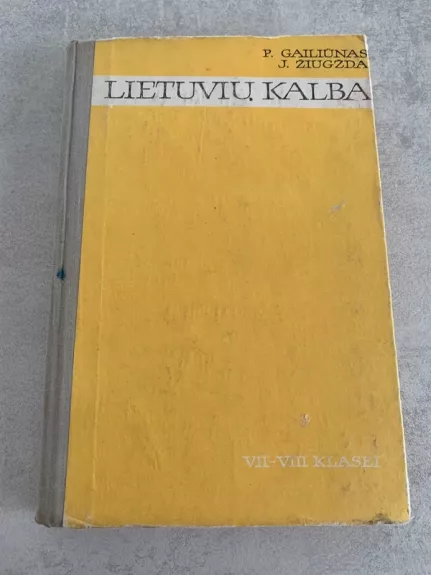 P. GAILIŪNAS
J. ŽIUGŽDA
LIETUVIŲ KALBA
VII–VIII KLASEI